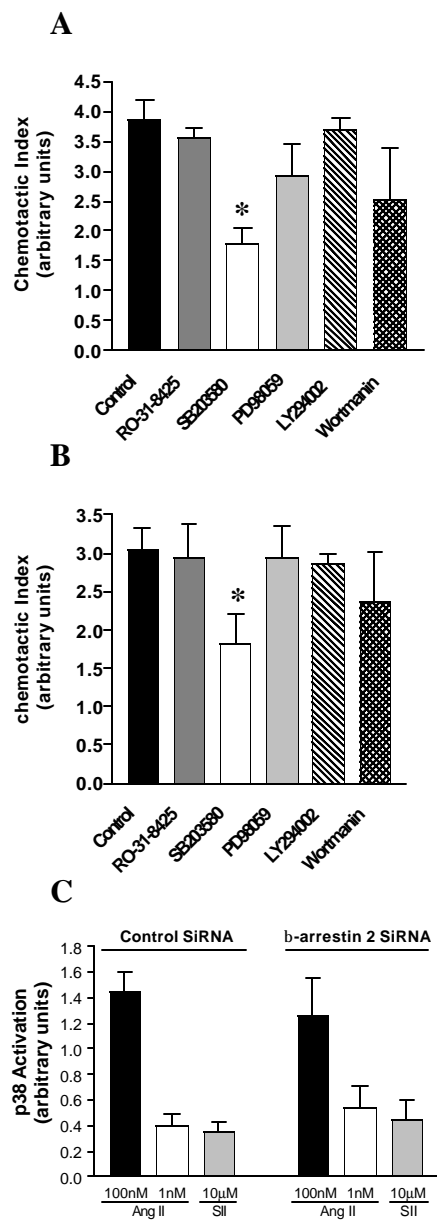 A
Chemotactic Index
(arbitrary units)
4.5
4.0
3.5
3.0
2.5
2.0
1.5
1.0
0.5
0.0
*
Control
RO-31-8425
SB203580
PD98059
LY294002
Wortmanin
B
chemotactic Index
(arbitrary units)
3.5
3.0
2.5
2.0
1.5
1.0
0.5
0.0
*
Control
RO-31-8425
SB203580
PD98059
LY294002
Wortmanin
C
Control SiRNA
b-arrestin 2 SiRNA
p38 Activation
(arbitrary units)
1.8
1.6
1.4
1.2
1.0
0.8
0.6
0.4
0.2
0.0
100nM 1nM 10µM 100nM 1nM 10µM
Ang II SII Ang II SII